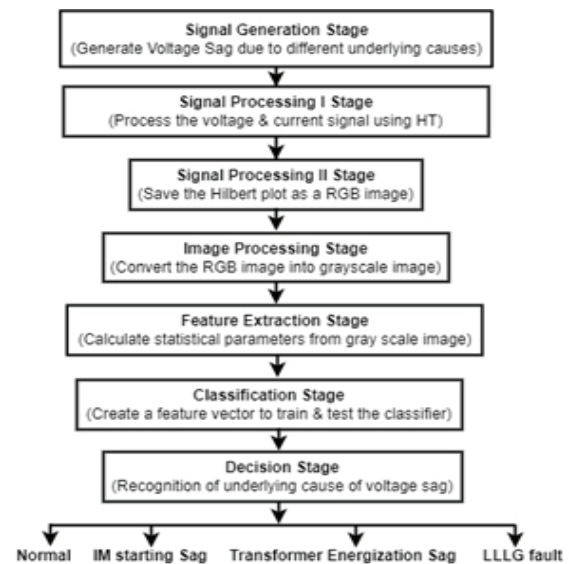 Signal Generation Stage
(Generate Voltage Sag due to different underlying causes)
Signal Processing I Stage
(Process the voltage & current signal using HT)
Signal Processing II Stage
(Save the Hilbert plot as a RGB image)
Image Processing Stage
(Convert the RGB image into grayscale image)
Feature Extraction Stage
(Calculate statistical parameters from gray scale image)
Classification Stage
(Create a feature vector to train & test the classifier)
Decision Stage
(Recognition of underlying cause of voltage sag)
Normal IM starting Sag Transformer Energization Sag LLLG fault